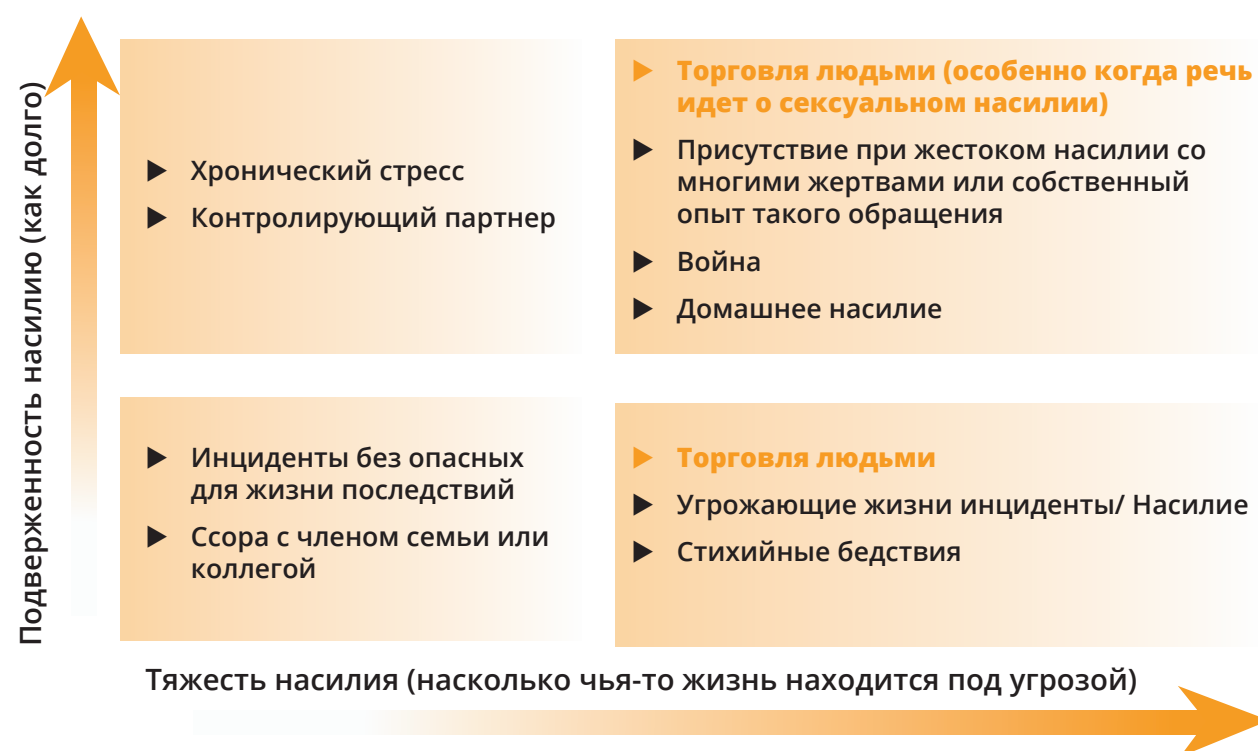 Подверженность насилию (как долго)
Хронический стресс
Контролирующий партнер
Торговля людьми (особенно когда речь
идет о сексуальном насилии)
Присутствие при жестоком насилии со
многими жертвами или собственный
опыт такого обращения
Война
Домашнее насилие
Инциденты без опасных
для жизни последствий
Ссора с членом семьи или
коллегой
Торговля людьми
Угрожающие жизни инциденты/ Насилие
Стихийные бедствия
Тяжесть насилия (насколько чья-то жизнь находится под угрозой)